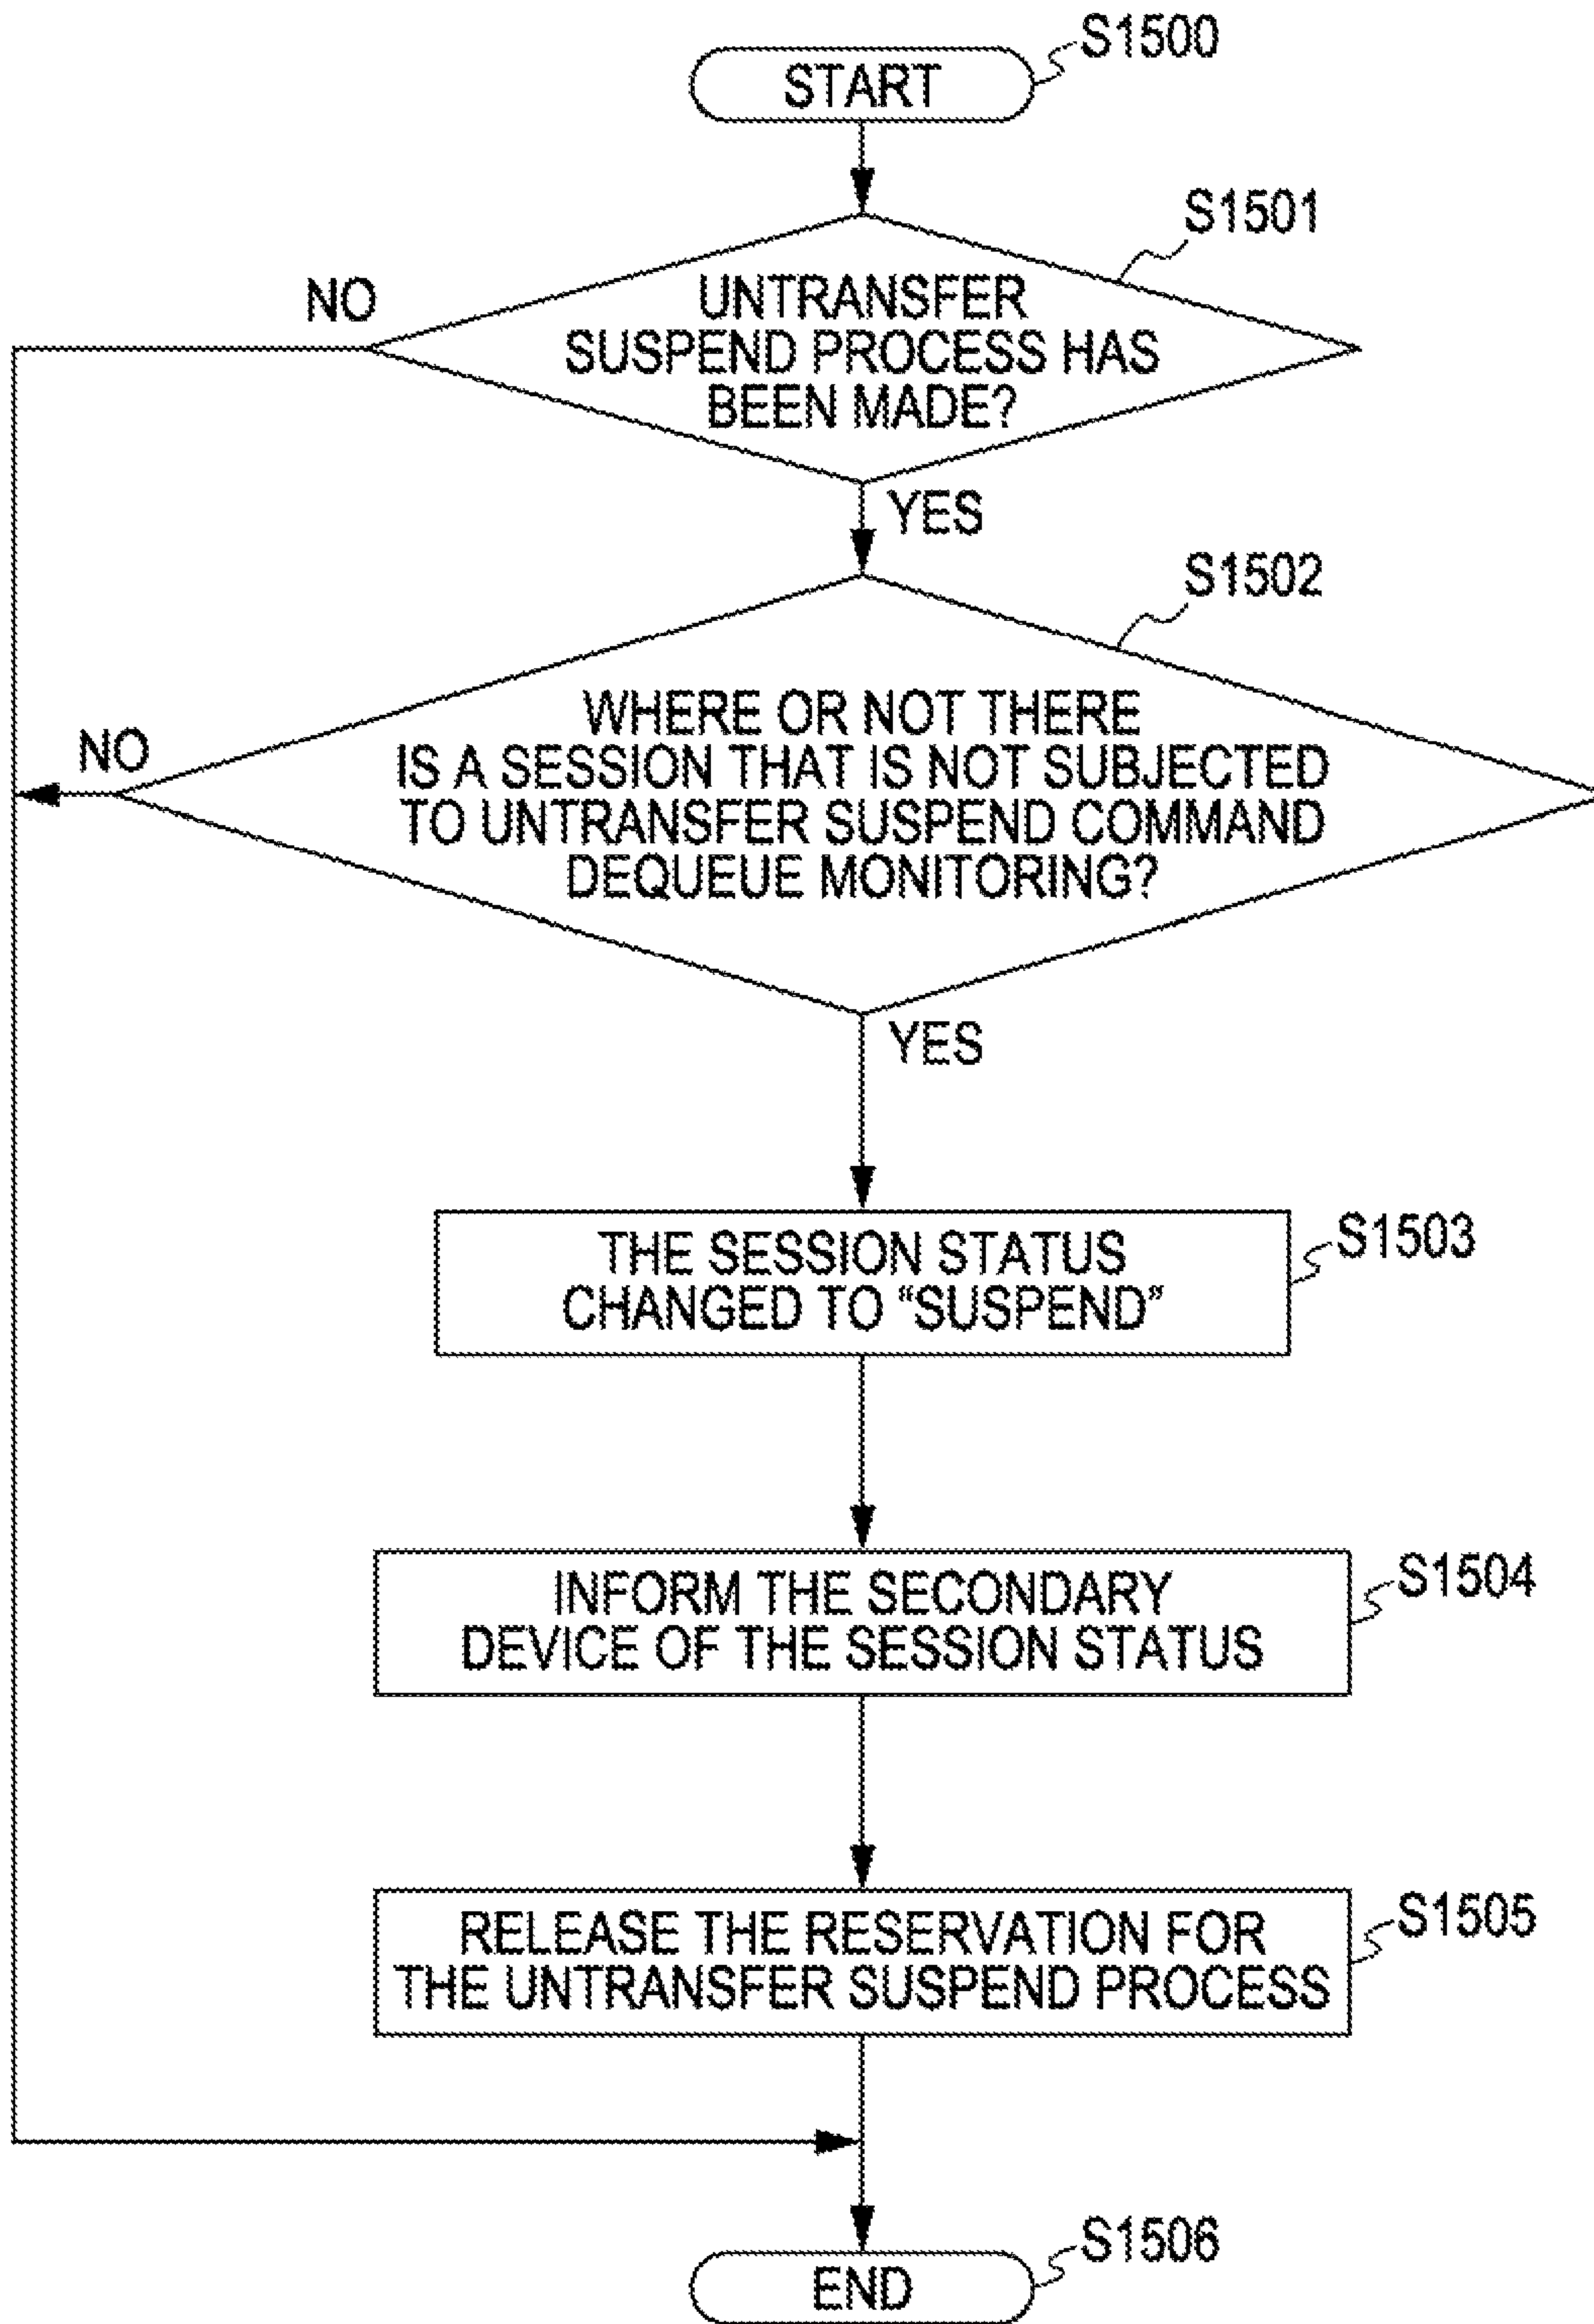 START
S1500
S1501
NO
UNTRANSFER
SUSPEND PROCESS HAS
BEEN MADE?
YES
S1502
WHERE OR NOT THERE
IS A SESSION THAT IS NOT SUBJECTED
TO UNTRANSFER SUSPEND COMMAND
DEQUEUE MONITORING?
NO
YES
THE SESSION STATUS
CHANGED TO “SUSPEND”
S1503
INFORM THE SECONDARY
DEVICE OF THE SESSION STATUS
S1504
RELEASE THE RESERVATION FOR
THE UNTRANSFER SUSPEND PROCESS
S1505
END
S1506